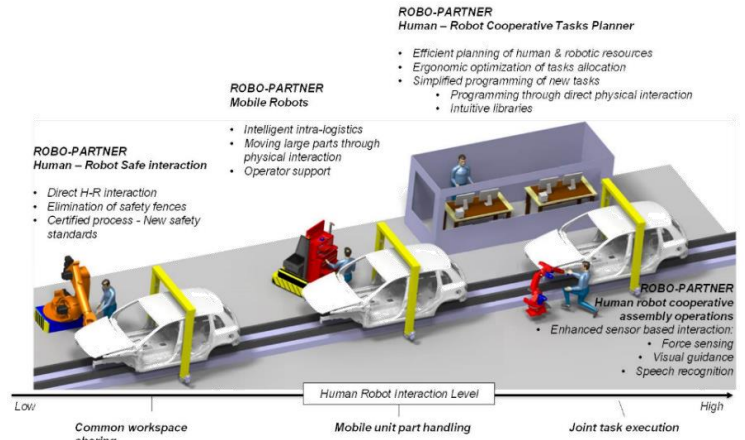 ROBO-PARTNER
Human – Robot Cooperative Tasks Planner
• Efficient planning of human & robotic resources
• Ergonomic optimization of tasks allocation
• Simplified programming of new tasks
• Programming through direct physical interaction
• Intuitive libraries
ROBO-PARTNER
Mobile Robots
• Intelligent intra-logistics
• Moving large parts through
physical interaction
• Operator support
ROBO-PARTNER
Human – Robot Safe interaction
• Direct H-R interaction
• Elimination of safety fences
• Certified process - New safety
standards
ROBO-PARTNER
Human robot cooperative
assembly operations
• Enhanced sensor based interaction:
• Force sensing
• Visual guidance
• Speech recognition
Human Robot Interaction Level
Low
High
Common workspace
Mobile unit part handling
Joint task execution